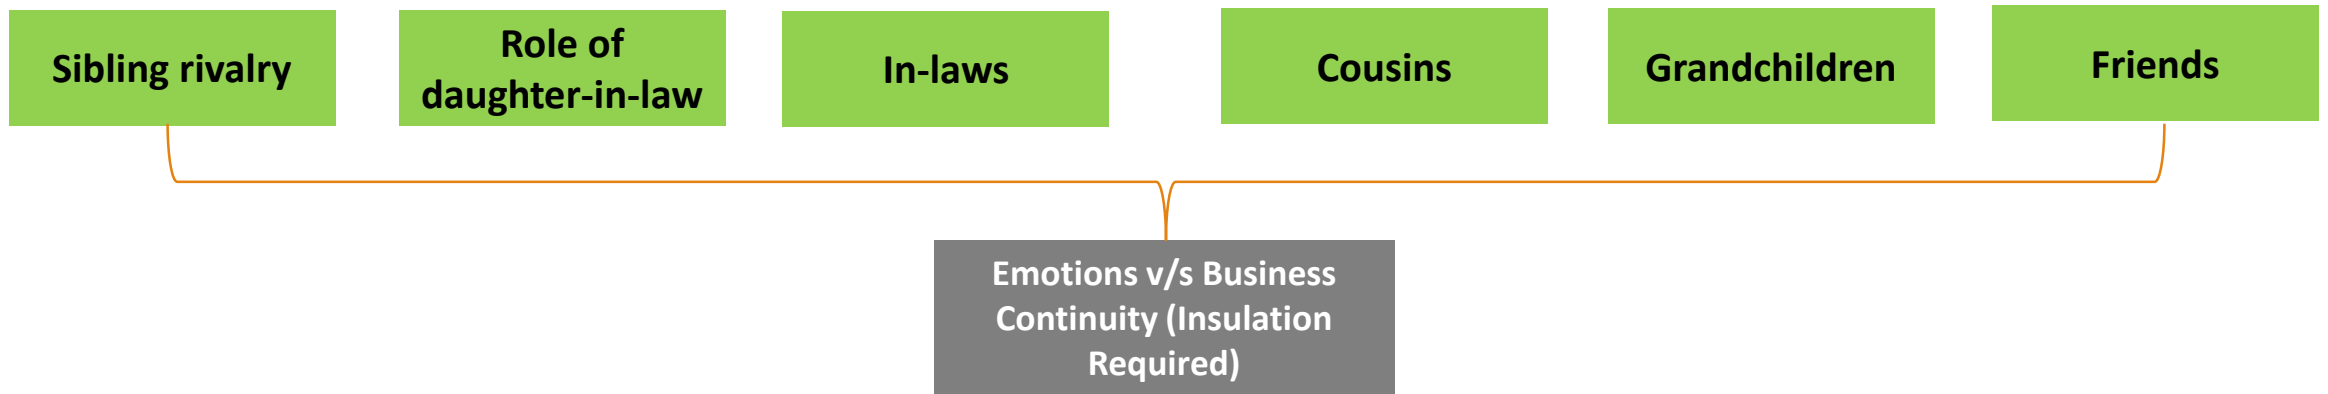 Sibling rivalry
Role of
daughter-in-law
In-laws
Cousins
Grandchildren
Friends
Emotions v/s Business
Continuity (Insulation
Required)